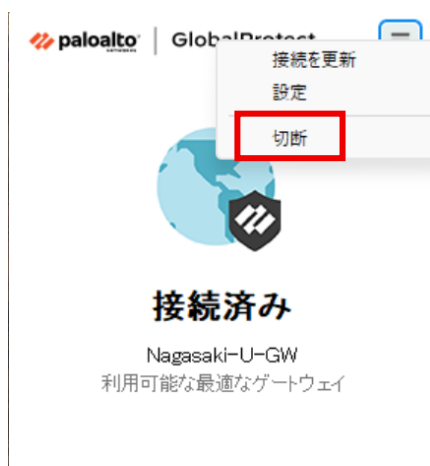 paloalto | GlobalProtect
NETWORKS
接続を更新
設定
切断
接続済み
Nagasaki-U-GW
利用可能な最適なゲートウェイ